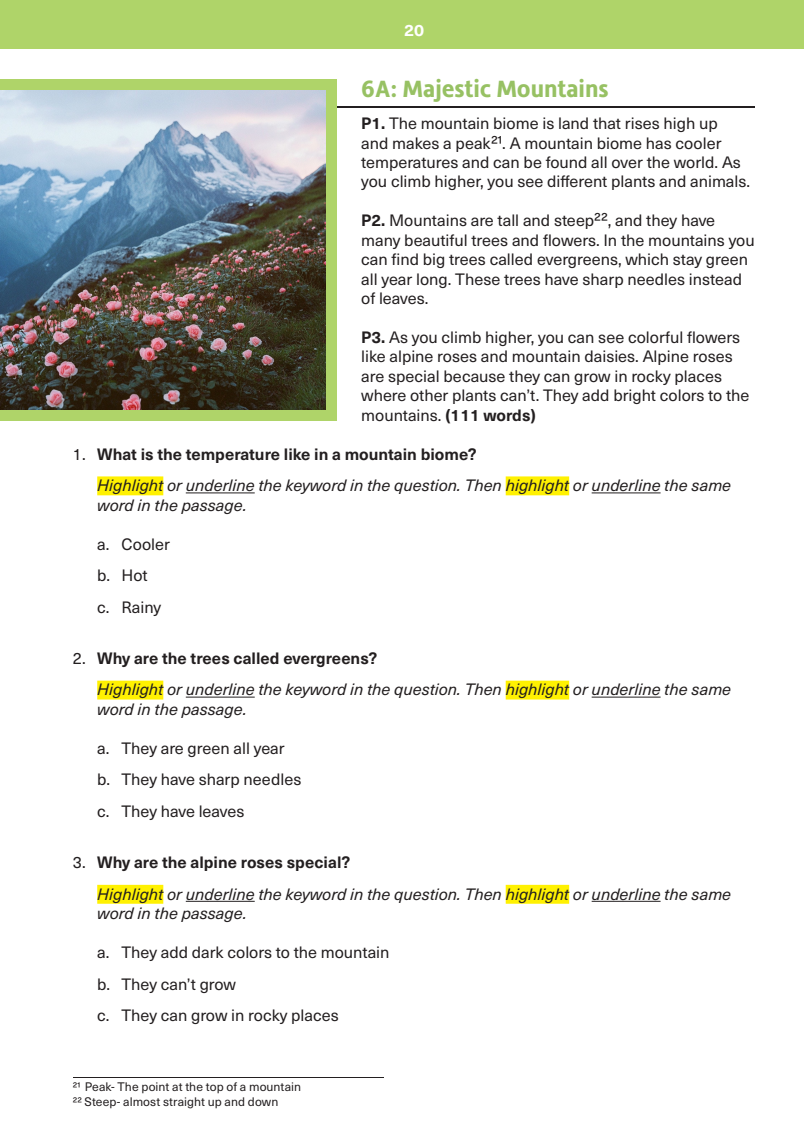 20
6A: Majestic Mountains
P1. The mountain biome is land that rises high up
and makes a peak²¹. A mountain biome has cooler
temperatures and can be found all over the world. As
you climb higher, you see different plants and animals.
P2. Mountains are tall and steep²², and they have
many beautiful trees and flowers. In the mountains you
can find big trees called evergreens, which stay green
all year long. These trees have sharp needles instead
of leaves.
P3. As you climb higher, you can see colorful flowers
like alpine roses and mountain daisies. Alpine roses
are special because they can grow in rocky places
where other plants can't. They add bright colors to the
mountains. (111 words)
1. What is the temperature like in a mountain biome?
Highlight or underline the keyword in the question. Then highlight or underline the same
word in the passage.
a. Cooler
b. Hot
c. Rainy
2. Why are the trees called evergreens?
Highlight or underline the keyword in the question. Then highlight or underline the same
word in the passage.
a. They are green all year
b. They have sharp needles
c. They have leaves
3. Why are the alpine roses special?
Highlight or underline the keyword in the question. Then highlight or underline the same
word in the passage.
a. They add dark colors to the mountain
b. They can't grow
c. They can grow in rocky places
²¹ Peak- The point at the top of a mountain
²² Steep- almost straight up and down